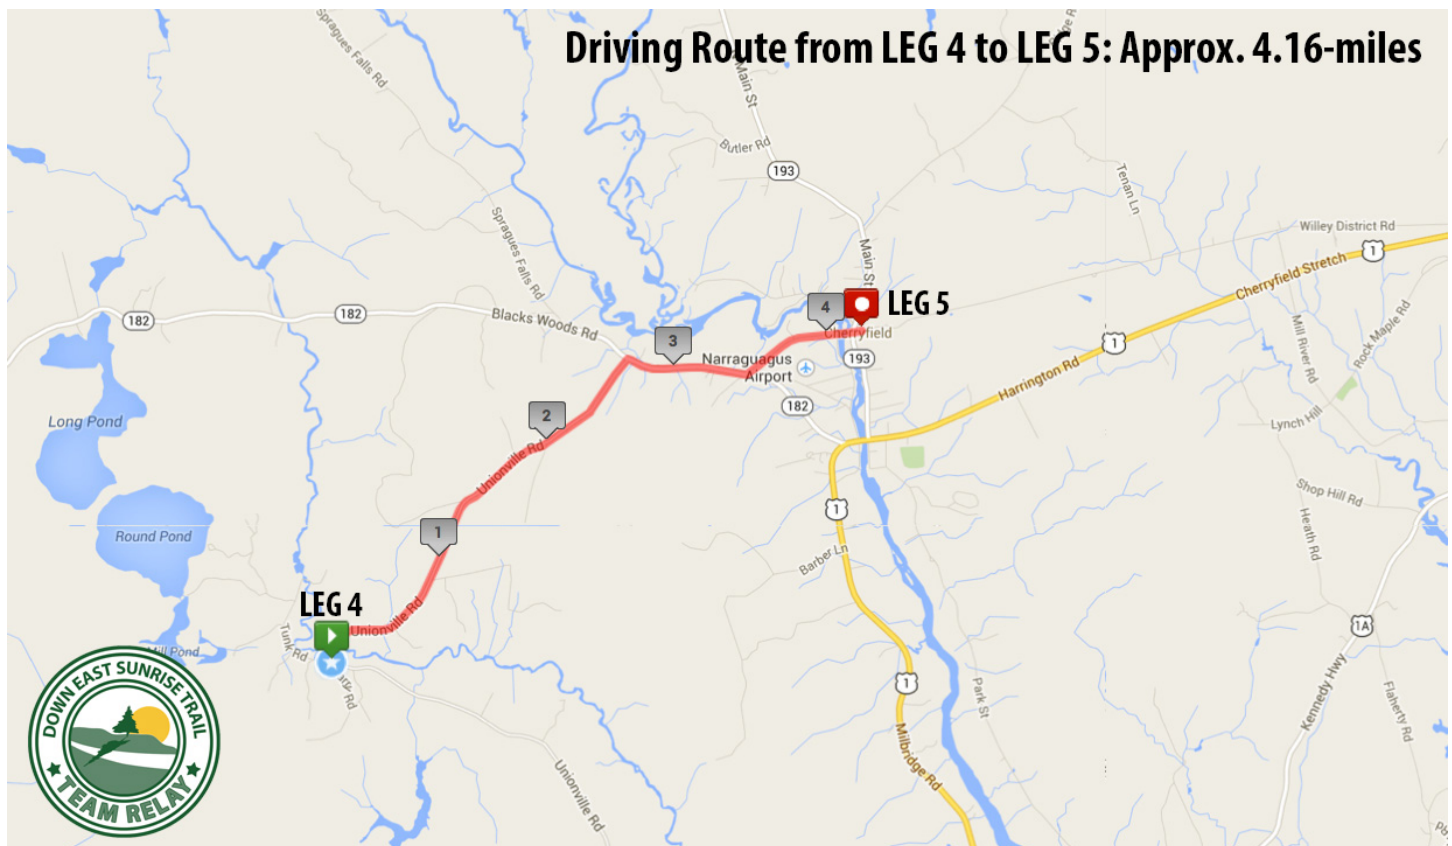 Driving Route from LEG 4 to LEG 5: Approx. 4.16-miles
Spragues Falls Rd
Main St
Butler Rd
193
Tenan Ln
Willey District Rd
1
Cherryfield Stretch
Spragues Falls Rd
Main St
182
182
Blacks Woods Rd
4
LEG 5
Cherryfield
3
Narraguagus
Airport
193
1
Harrington Rd
Mill River Rd
Rock Maple Rd
182
2
Long Pond
Lynch Hill
Unionville Rd
1
Shop Hill Rd
Round Pond
1
Heath Rd
Barber Ln
LEG 4
Unionville Rd
1A
Tunk Rd
Mill Pond
1
Park St
Kennedy Hwy
Flaherty Rd
Milbridge Rd
Unionville Rd
DOWN EAST SUNRISE TRAIL
TEAM RELAY